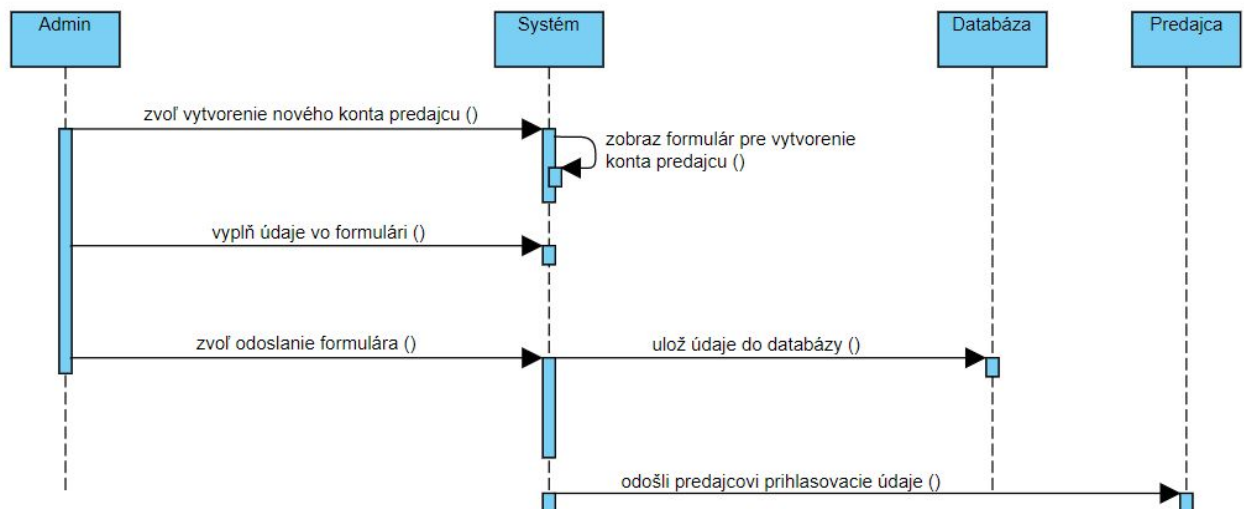 Admin
Systém
Databáza
Predajca
zvoľ vytvorenie nového konta predajcu ()
zobraz formulár pre vytvorenie
konta predajcu ()
vyplň údaje vo formulári ()
zvoľ odoslanie formulára ()
ulož údaje do databázy ()
odošli predajcovi prihlasovacie údaje ()